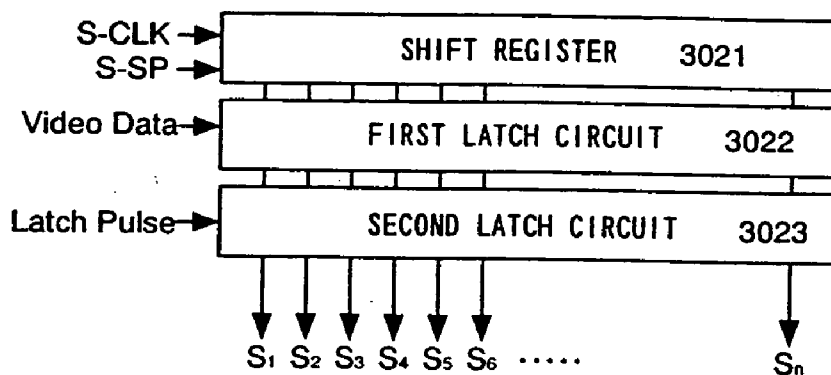 S-CLK
S-SP
SHIFT REGISTER 3021
Video Data
FIRST LATCH CIRCUIT 3022
Latch Pulse
SECOND LATCH CIRCUIT 3023
S1 S2 S3 S4 S5 S6 ····· Sn